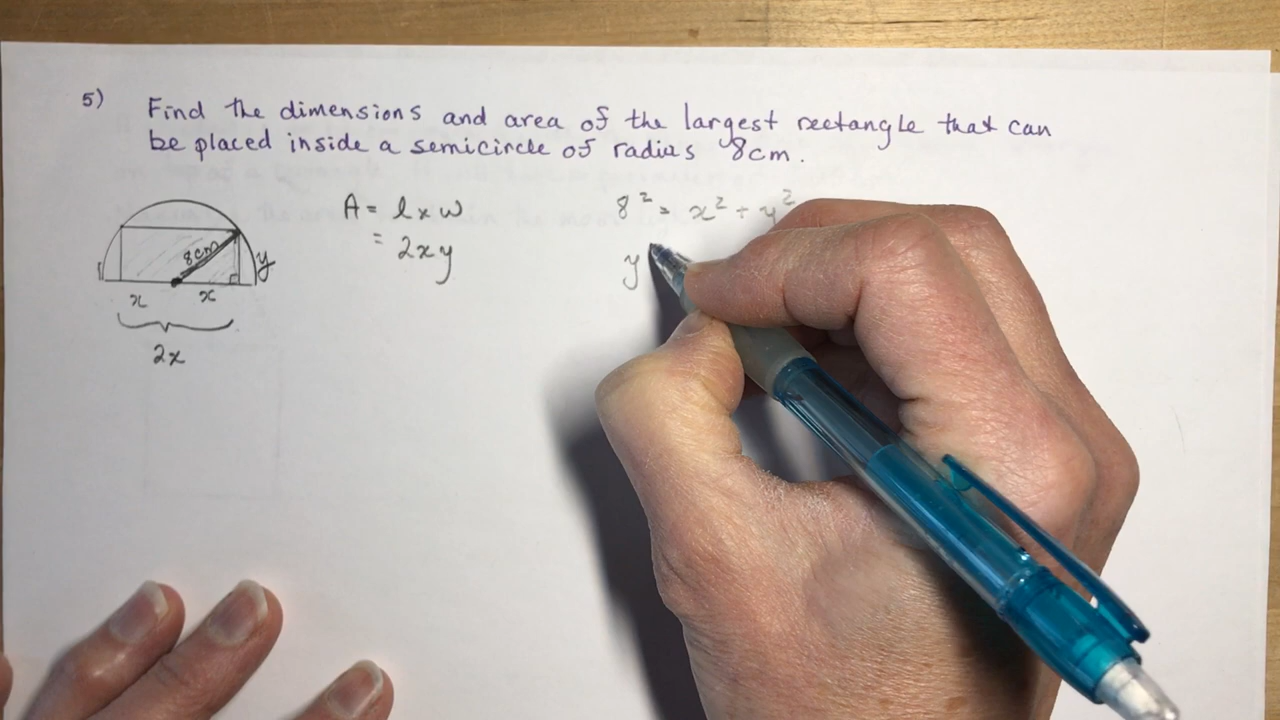 5) Find the dimensions and area of the largest rectangle that can
be placed inside a semicircle of radius 8cm.
A = l x w
= 2xy
8² = x² + y²
y
8cm
y
x x
2x